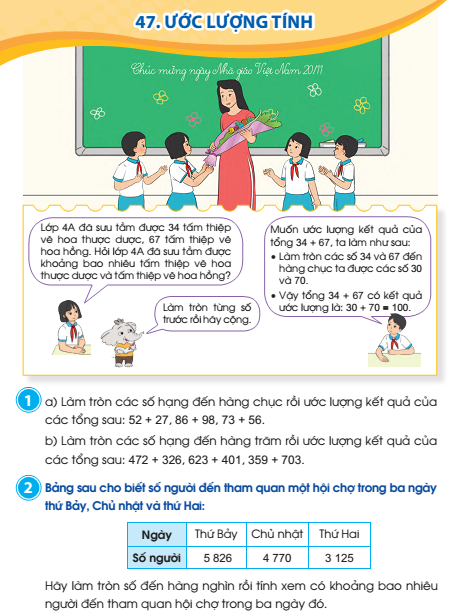 47. ƯỚC LƯỢNG TÍNH
Chúc mừng ngày Nhà giáo Việt Nam 20/11
Lớp 4A đã sưu tầm được 34 tấm thiệp
vẽ hoa thược dược, 67 tấm thiệp vẽ
hoa hồng. Hỏi lớp 4A đã sưu tầm được
khoảng bao nhiêu tấm thiệp vẽ hoa
thược dược và tấm thiệp vẽ hoa hồng?
Làm tròn từng số
trước rồi hãy cộng.
Muốn ước lượng kết quả của
tổng 34 + 67, ta làm như sau:
• Làm tròn các số 34 và 67 đến
hàng chục ta được các số 30
và 70.
• Vậy tổng 34 + 67 có kết quả
ước lượng là: 30 + 70 = 100.
1 a) Làm tròn các số hạng đến hàng chục rồi ước lượng kết quả của
các tổng sau: 52 + 27, 86 + 98, 73 + 56.
b) Làm tròn các số hạng đến hàng trăm rồi ước lượng kết quả của
các tổng sau: 472 + 326, 623 + 401, 359 + 703.
2 Bảng sau cho biết số người đến tham quan một hội chợ trong ba ngày
thứ Bảy, Chủ nhật và thứ Hai:
Ngày Thứ Bảy Chủ nhật Thứ Hai
Số người 5 826 4 770 3 125
Hãy làm tròn số đến hàng nghìn rồi tính xem có khoảng bao nhiêu
người đến tham quan hội chợ trong ba ngày đó.